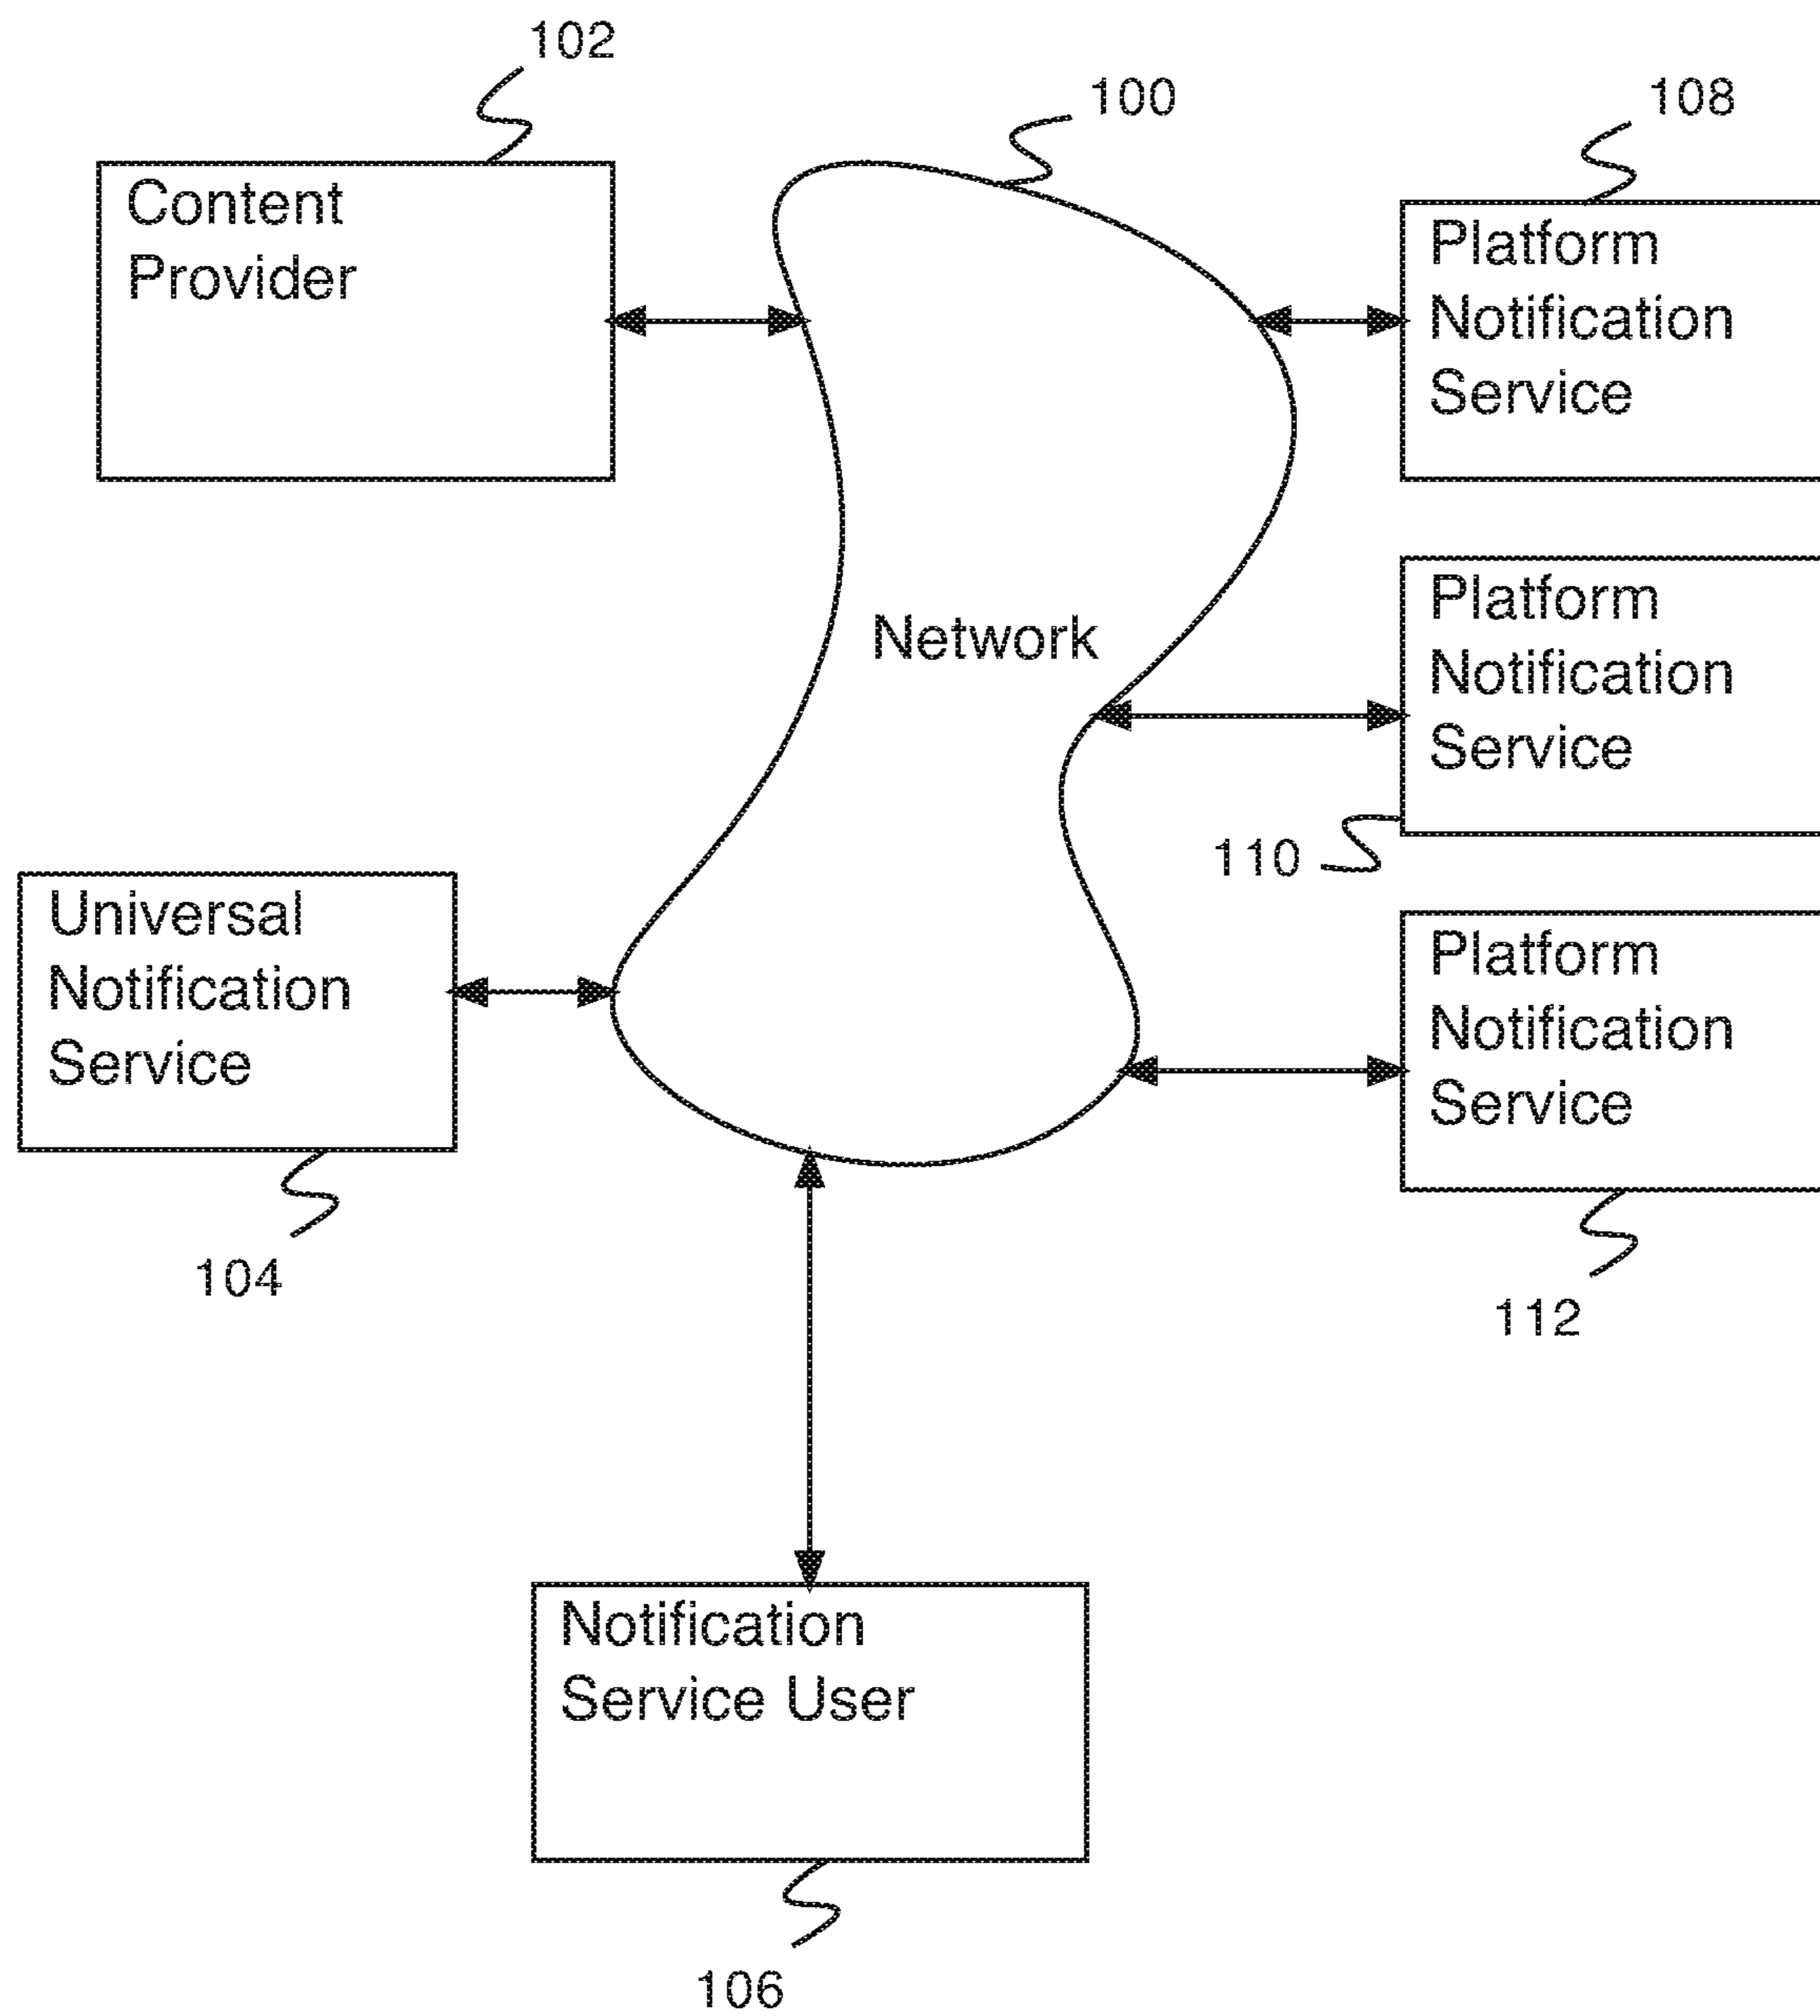 102
100
108
Content
Provider
Platform
Notification
Service
Network
Platform
Notification
Service
110
Universal
Notification
Service
Platform
Notification
Service
104
112
Notification
Service User
106